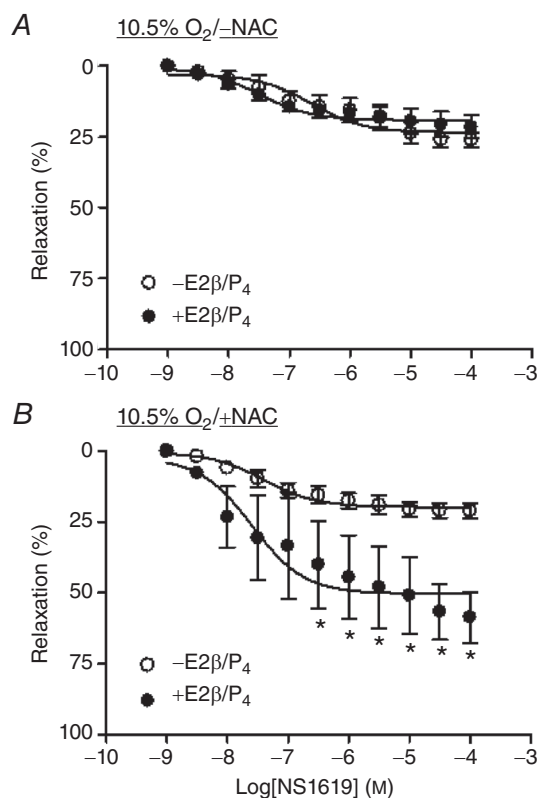 A
10.5% O₂/–NAC
0
25
50
75
100
Relaxation (%)
–E2β/P₄
+E2β/P₄
–10 –9 –8 –7 –6 –5 –4 –3
B
10.5% O₂/+NAC
0
25
50
75
100
Relaxation (%)
* * * * * *
–E2β/P₄
+E2β/P₄
–10 –9 –8 –7 –6 –5 –4 –3
Log[NS1619] (M)